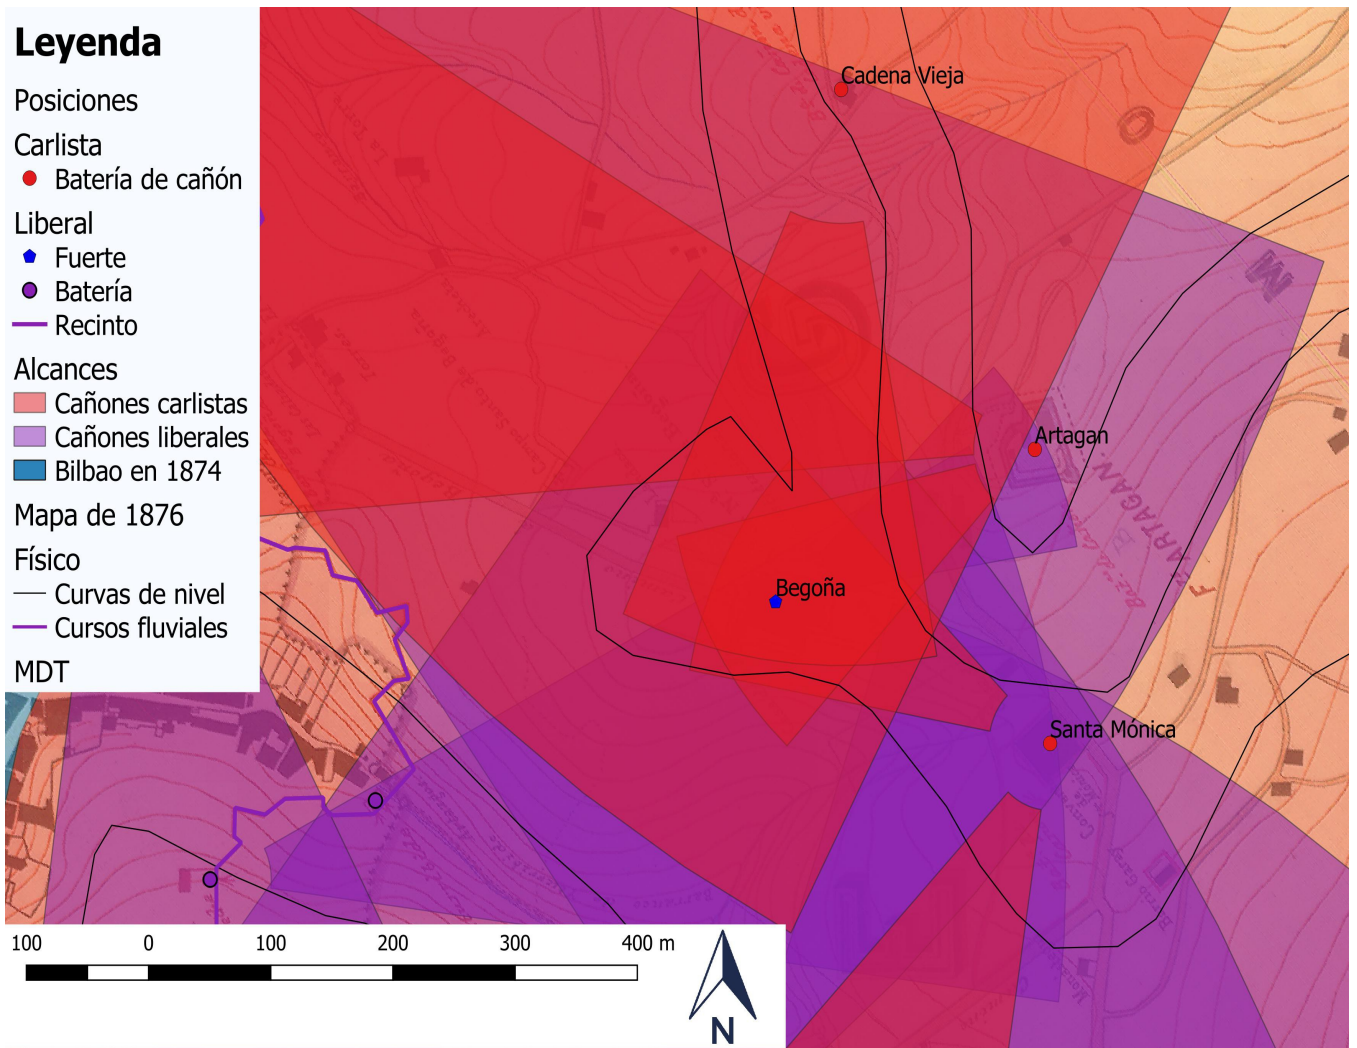 Leyenda
Posiciones
Carlista
Batería de cañón
Liberal
Fuerte
Batería
Recinto
Alcances
Cañones carlistas
Cañones liberales
Bilbao en 1874
Mapa de 1876
Físico
Curvas de nivel
Cursos fluviales
MDT
Cadena Vieja
Artagan
ARTAGAN
Begoña
Santa Mónica
100 0 100 200 300 400 m
N